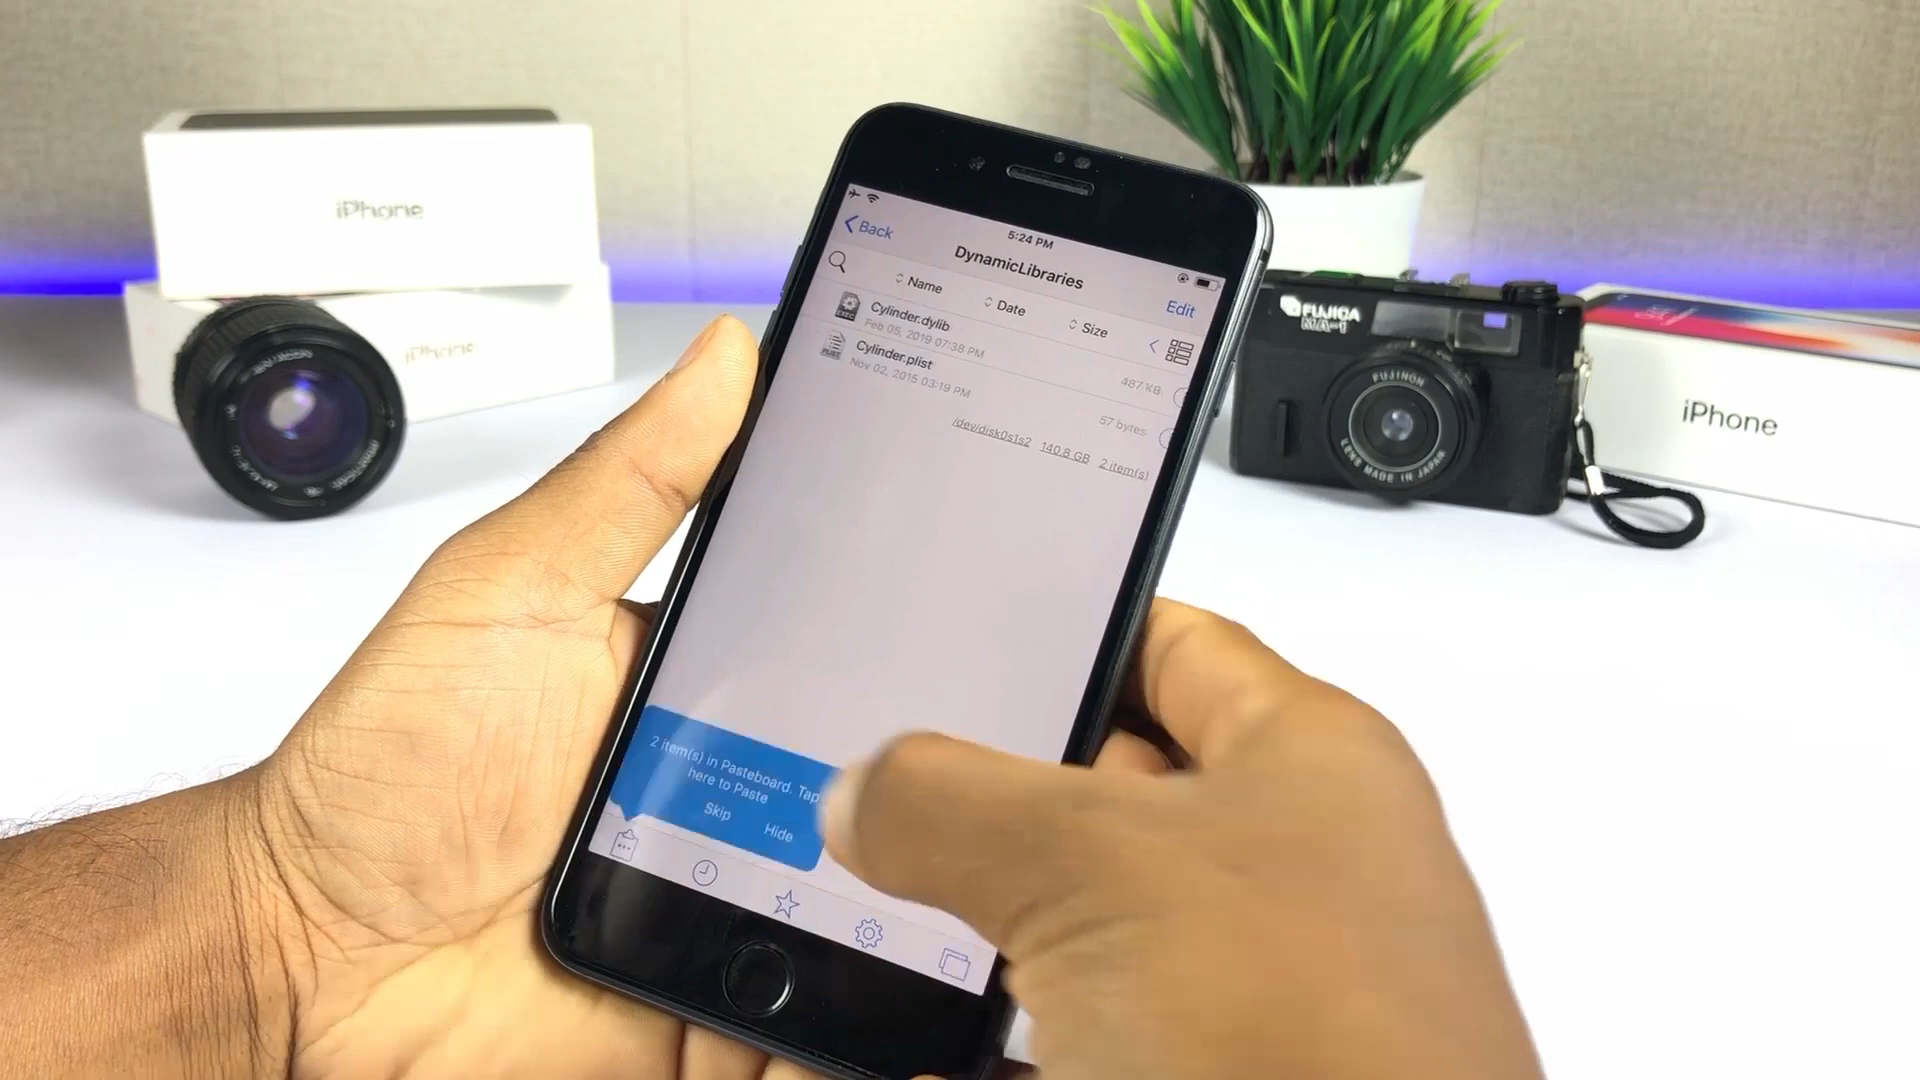 iPhone
iPhone
5:24 PM
Back
DynamicLibraries
Edit
Name
Date
Size
Cylinder.dylib
Feb 05, 2019 07:38 PM
487 KB
Cylinder.plist
Nov 02, 2015 03:19 PM
57 bytes
/dev/disk0s1s2 140.8 GB 2 item(s)
2 item(s) in Pasteboard. Tap
here to Paste
Skip
Hide
FUJICA
MA-1
FUJINON
LENS MADE IN JAPAN
iPhone